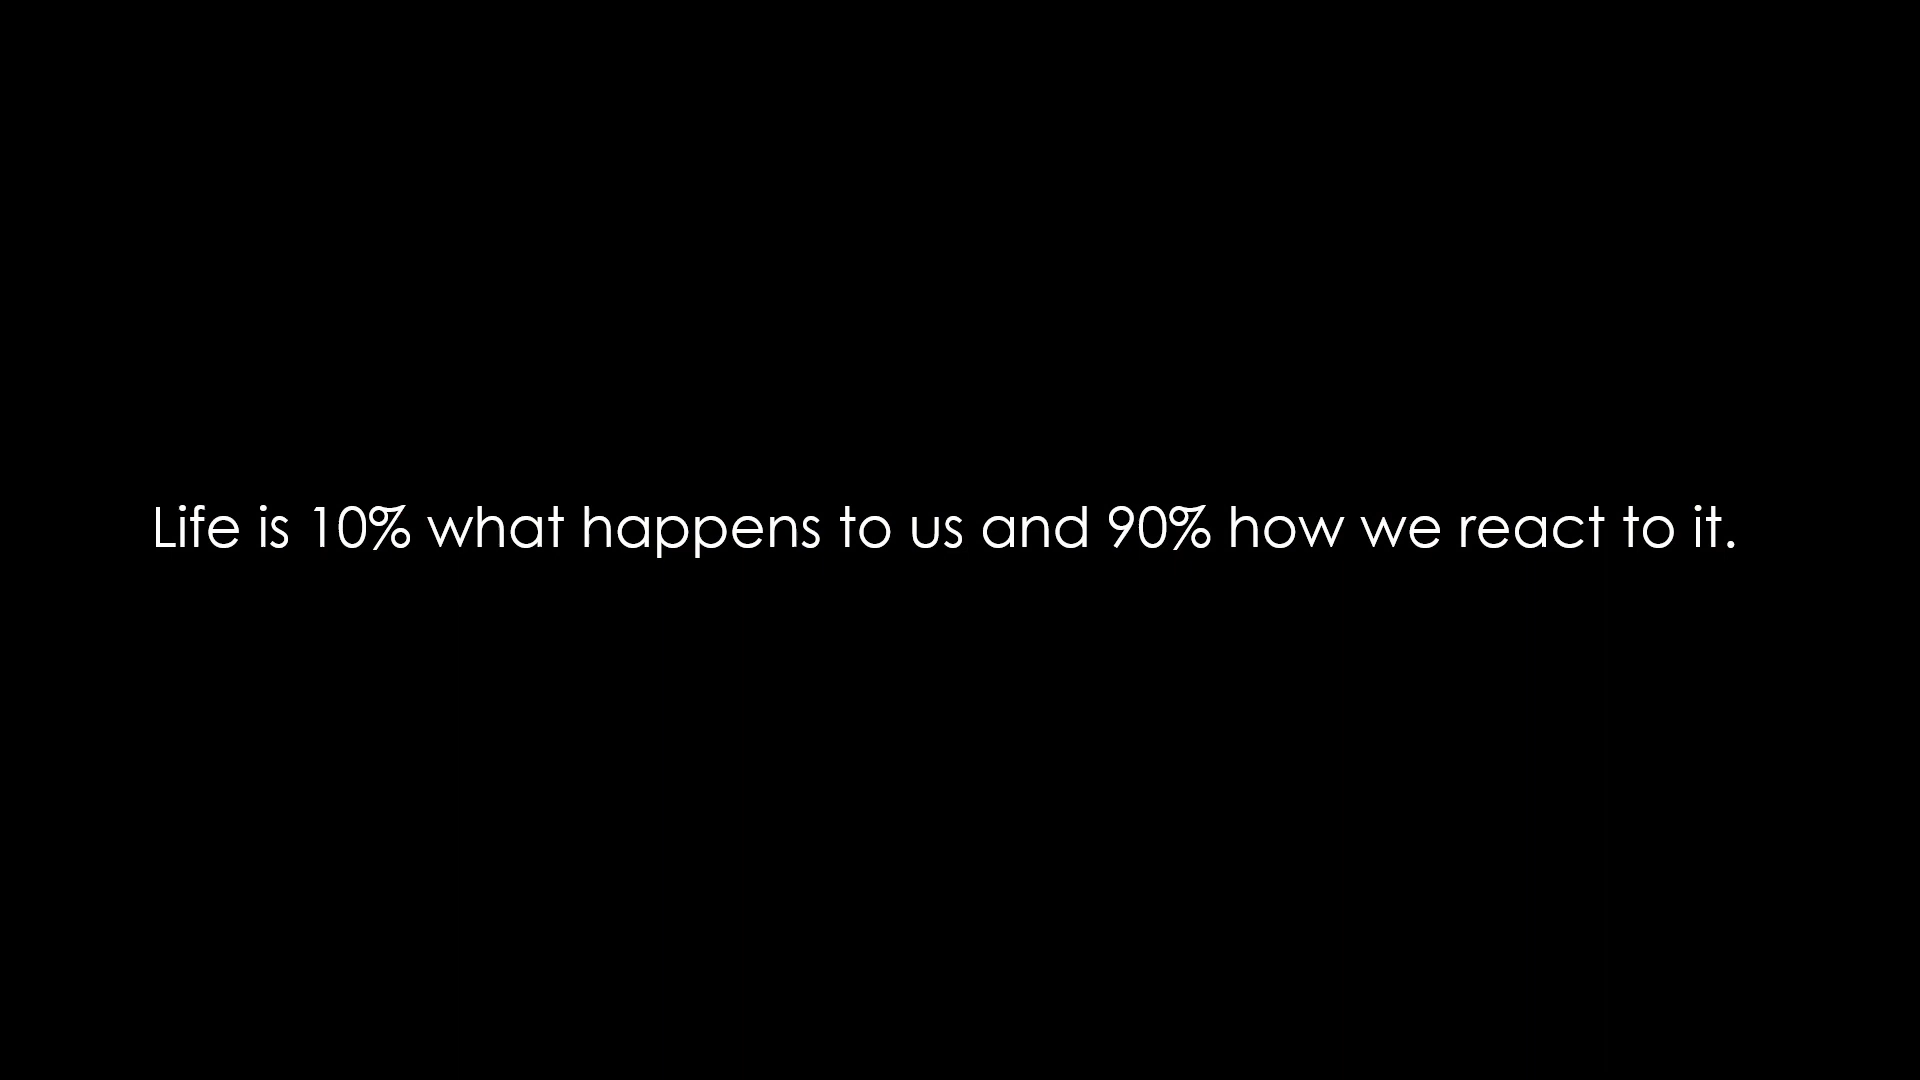 Life is 10% what happens to us and 90% how we react to it.